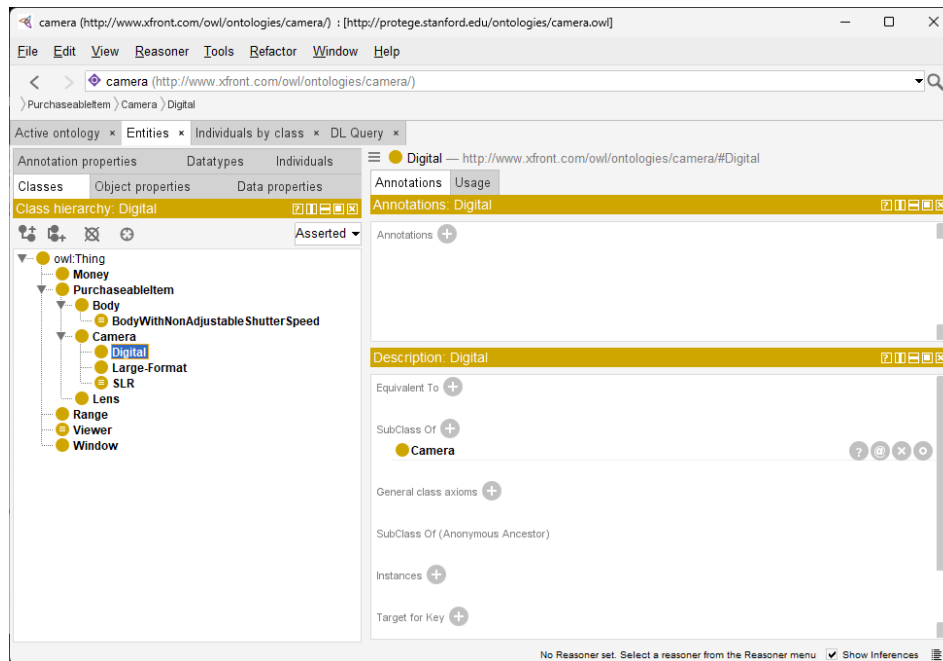 camera (http://www.xfront.com/owl/ontologies/camera/) : [http://protege.stanford.edu/ontologies/camera.owl]
File Edit View Reasoner Tools Refactor Window Help
camera (http://www.xfront.com/owl/ontologies/camera/)
PurchaseableItem Camera Digital
Active ontology × Entities × Individuals by class × DL Query ×
Annotation properties Datatypes Individuals
Classes Object properties Data properties
Class hierarchy: Digital
Asserted
owl:Thing
Money
PurchaseableItem
Body
BodyWithNonAdjustableShutterSpeed
Camera
Digital
Large-Format
SLR
Lens
Range
Viewer
Window
Digital — http://www.xfront.com/owl/ontologies/camera/#Digital
Annotations Usage
Annotations: Digital
Annotations
Description: Digital
Equivalent To
SubClass Of
Camera
General class axioms
SubClass Of (Anonymous Ancestor)
Instances
Target for Key
No Reasoner set. Select a reasoner from the Reasoner menu Show Inferences